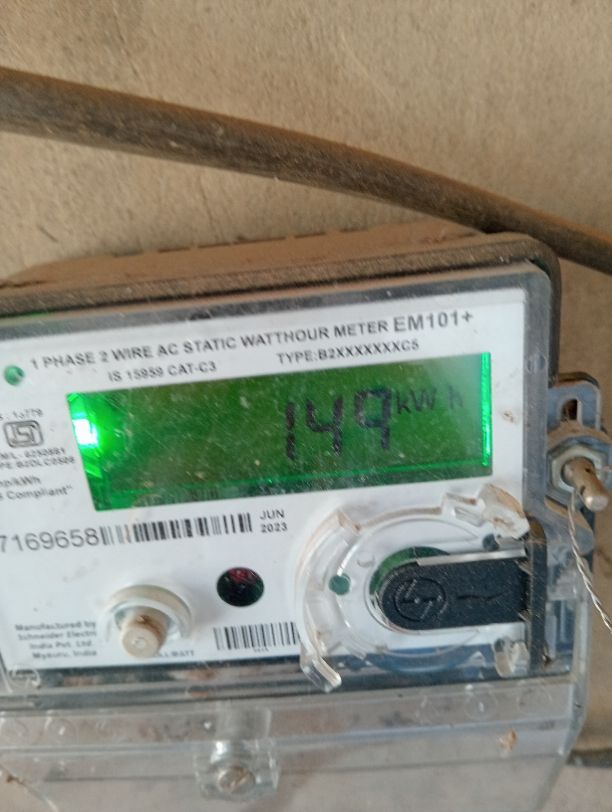 1 PHASE 2 WIRE AC STATIC WATTHOUR METER EM101+
IS 15959 CAT-C3 TYPE:B2XXXXXXXC5
149 kWh
Compliant"
7169658
JUN
2023
Manufactured by
Schneider Electri
India Pvt. Ltd.
Mysuru, India